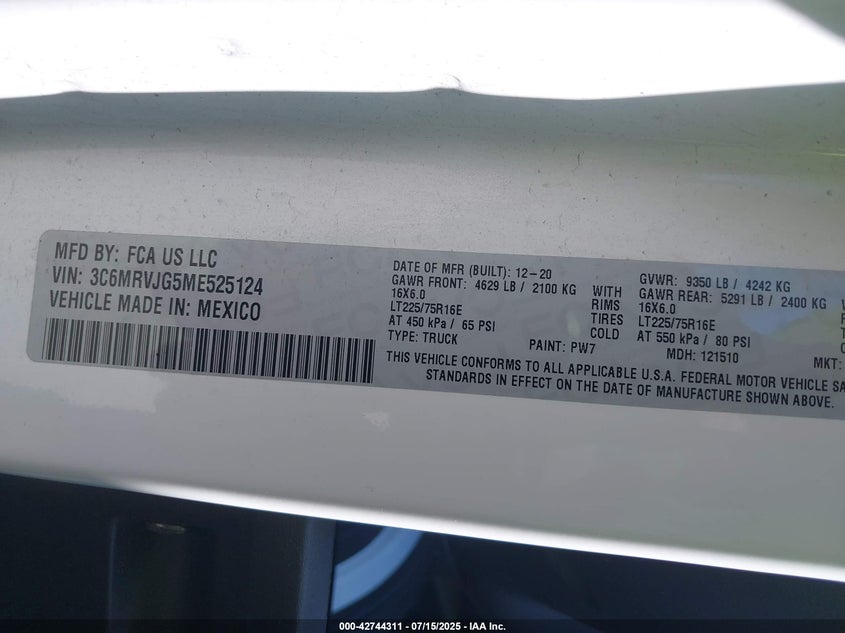 MFD BY: FCA US LLC
VIN: 3C6MRVJG5ME525124
VEHICLE MADE IN: MEXICO
DATE OF MFR (BUILT): 12-20
GAWR FRONT: 4629 LB / 2100 KG WITH
16X6.0 RIMS
LT225/75R16E TIRES
AT 450 kPa / 65 PSI COLD
TYPE: TRUCK PAINT: PW7
GVWR: 9350 LB / 4242 KG
GAWR REAR: 5291 LB / 2400 KG
16X6.0
LT225/75R16E
AT 550 kPa / 80 PSI
MDH: 121510 MKT:
THIS VEHICLE CONFORMS TO ALL APPLICABLE U.S.A. FEDERAL MOTOR VEHICLE SA
STANDARDS IN EFFECT ON THE DATE OF MANUFACTURE SHOWN ABOVE.
000-42744311 - 07/15/2025 - IAA Inc.